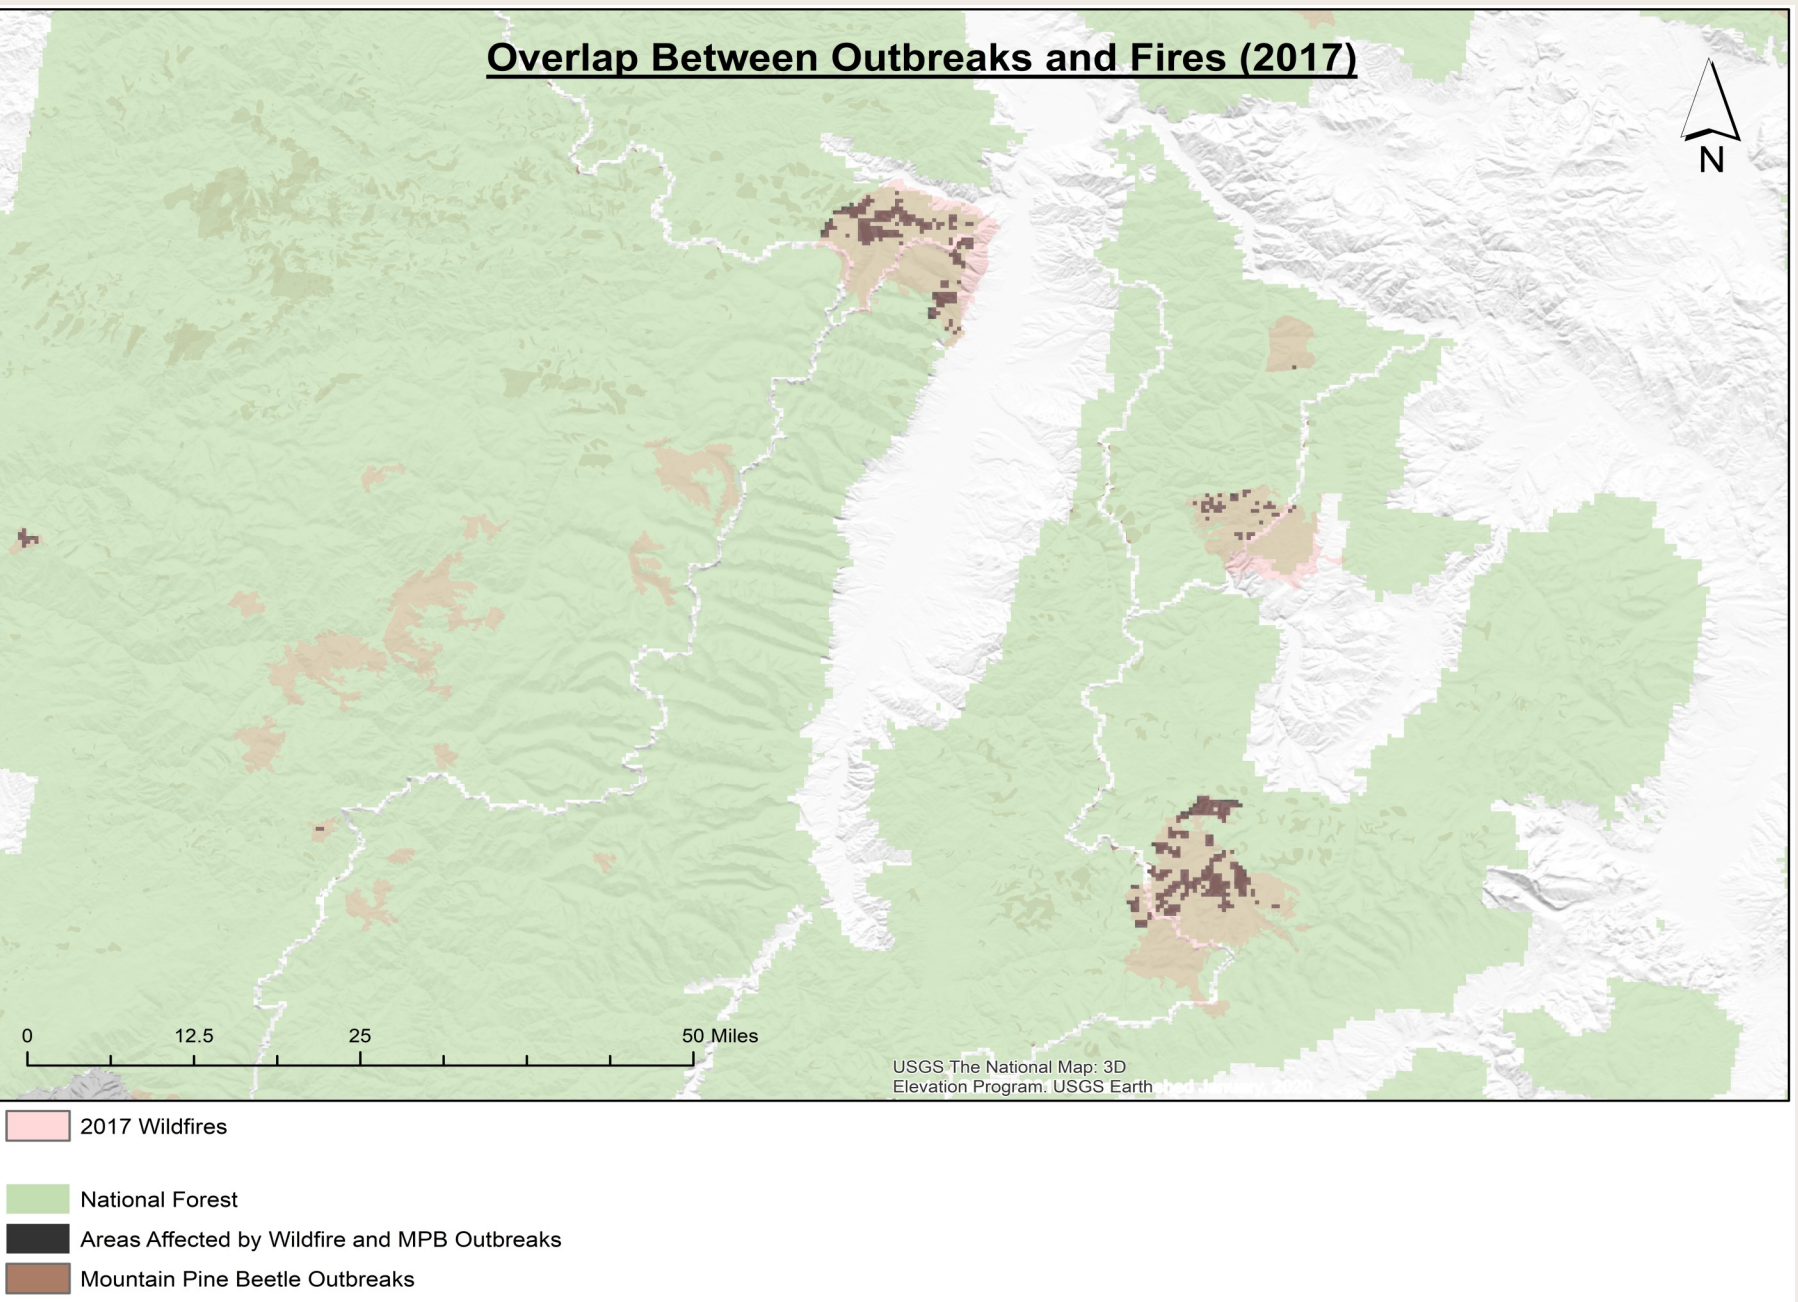 Overlap Between Outbreaks and Fires (2017)
N
0 12.5 25 50 Miles
USGS The National Map: 3D
Elevation Program. USGS Earth
2017 Wildfires
National Forest
Areas Affected by Wildfire and MPB Outbreaks
Mountain Pine Beetle Outbreaks